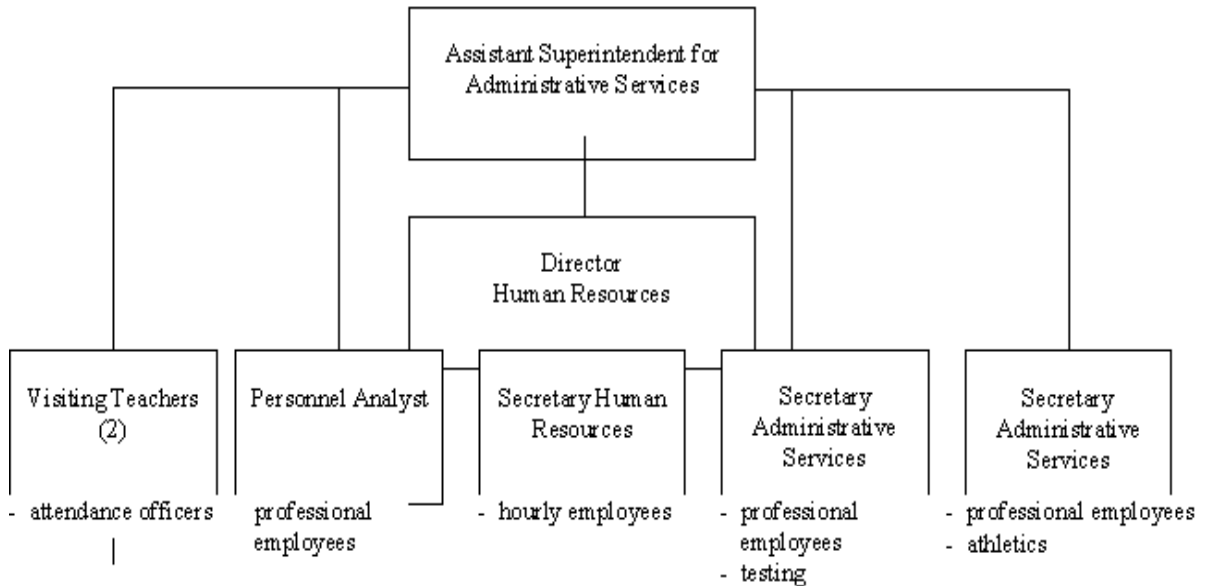 Assistant Superintendent for
Administrative Services
Director
Human Resources
Visiting Teachers
(2)
- attendance officers
Personnel Analyst
professional
employees
Secretary Human
Resources
- hourly employees
Secretary
Administrative
Services
- professional
employees
- testing
Secretary
Administrative
Services
- professional employees
- athletics